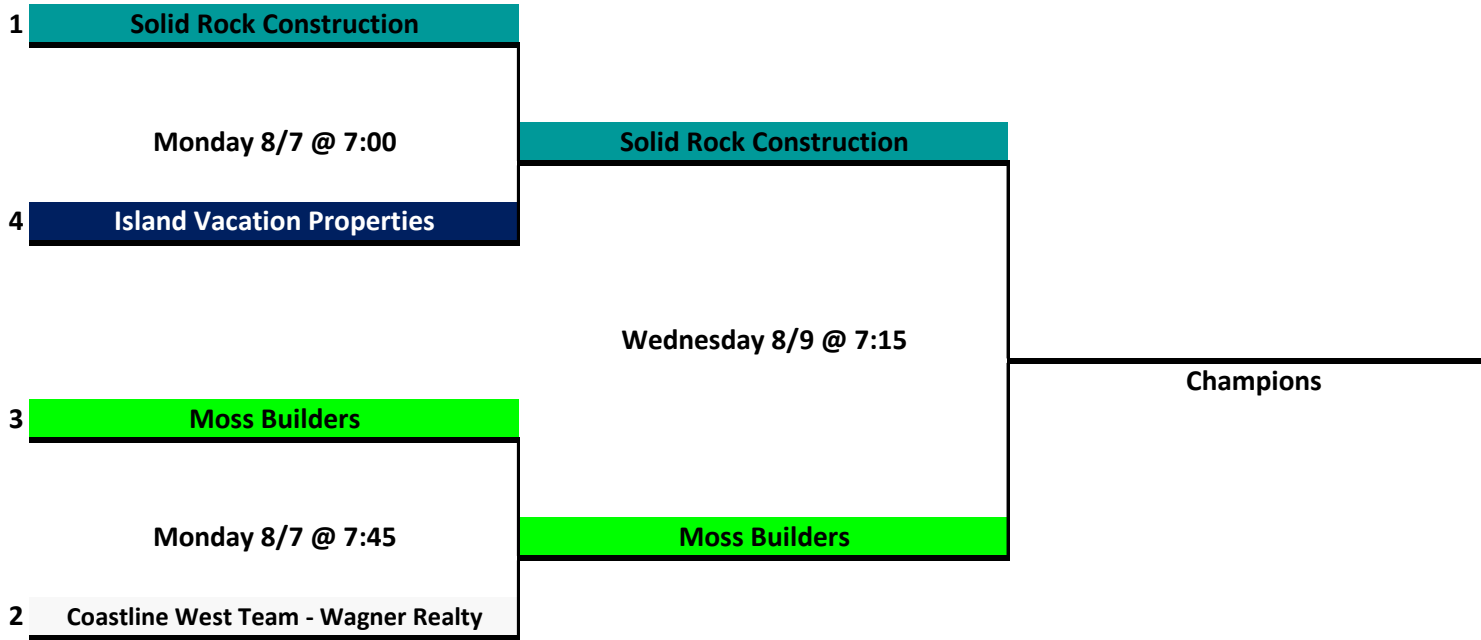 1 Solid Rock Construction
Monday 8/7 @ 7:00
Solid Rock Construction
4 Island Vacation Properties
Wednesday 8/9 @ 7:15
Champions
3 Moss Builders
Monday 8/7 @ 7:45
Moss Builders
2 Coastline West Team - Wagner Realty